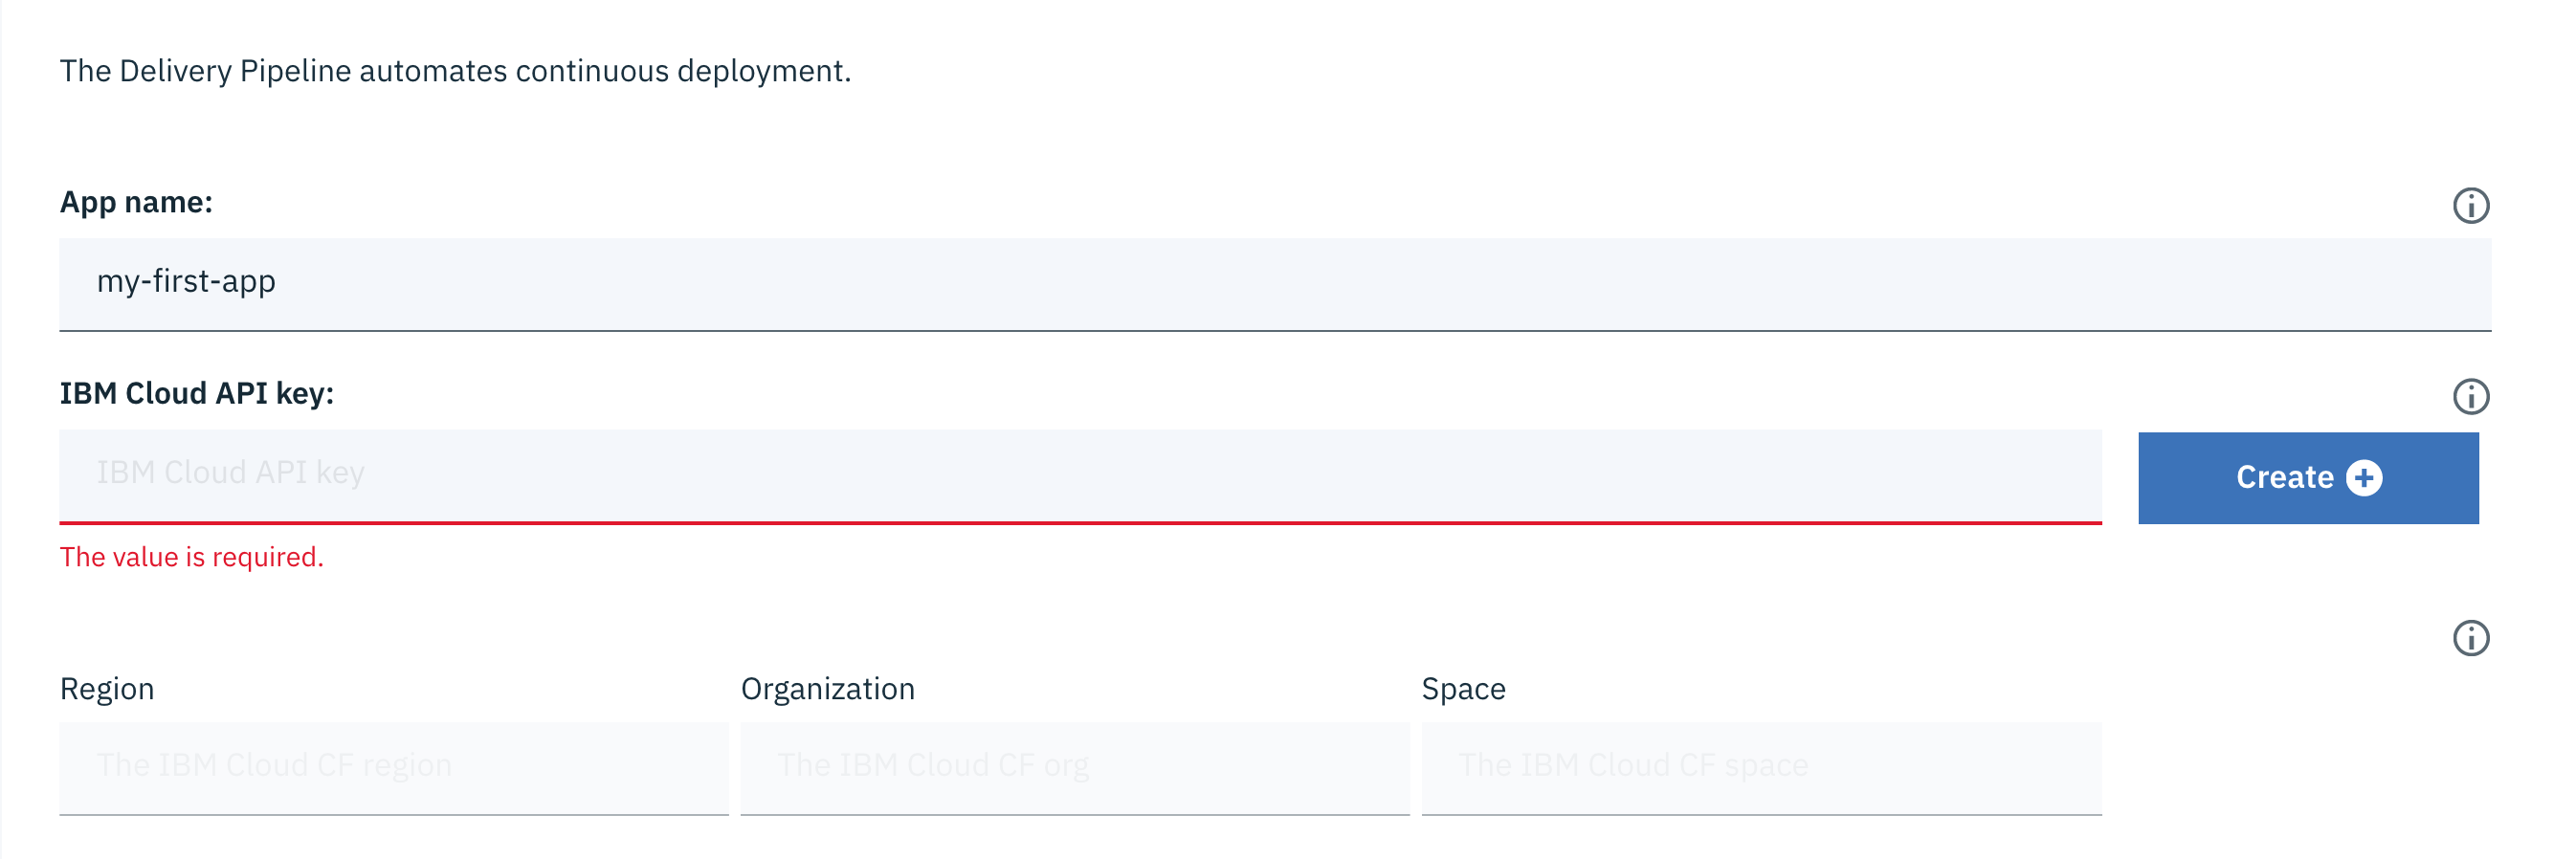 The Delivery Pipeline automates continuous deployment.
App name:
my-first-app
IBM Cloud API key:
IBM Cloud API key
Create
The value is required.
Region Organization Space
The IBM Cloud CF region The IBM Cloud CF org The IBM Cloud CF space